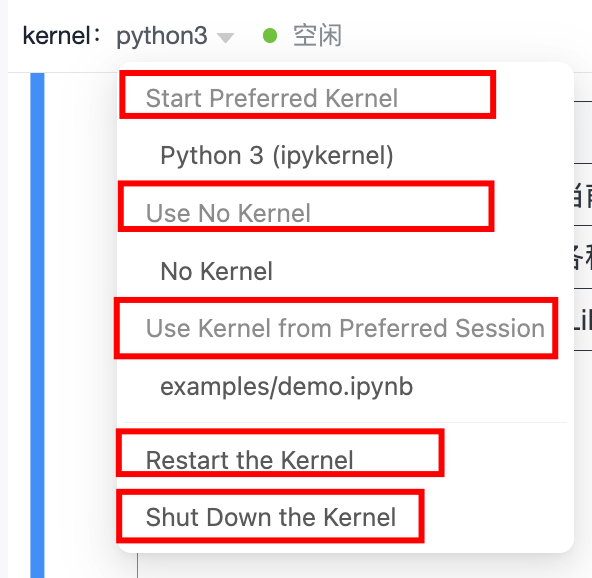 kernel： python3 空闲
Start Preferred Kernel
Python 3 (ipykernel)
Use No Kernel
No Kernel
Use Kernel from Preferred Session
examples/demo.ipynb
Restart the Kernel
Shut Down the Kernel